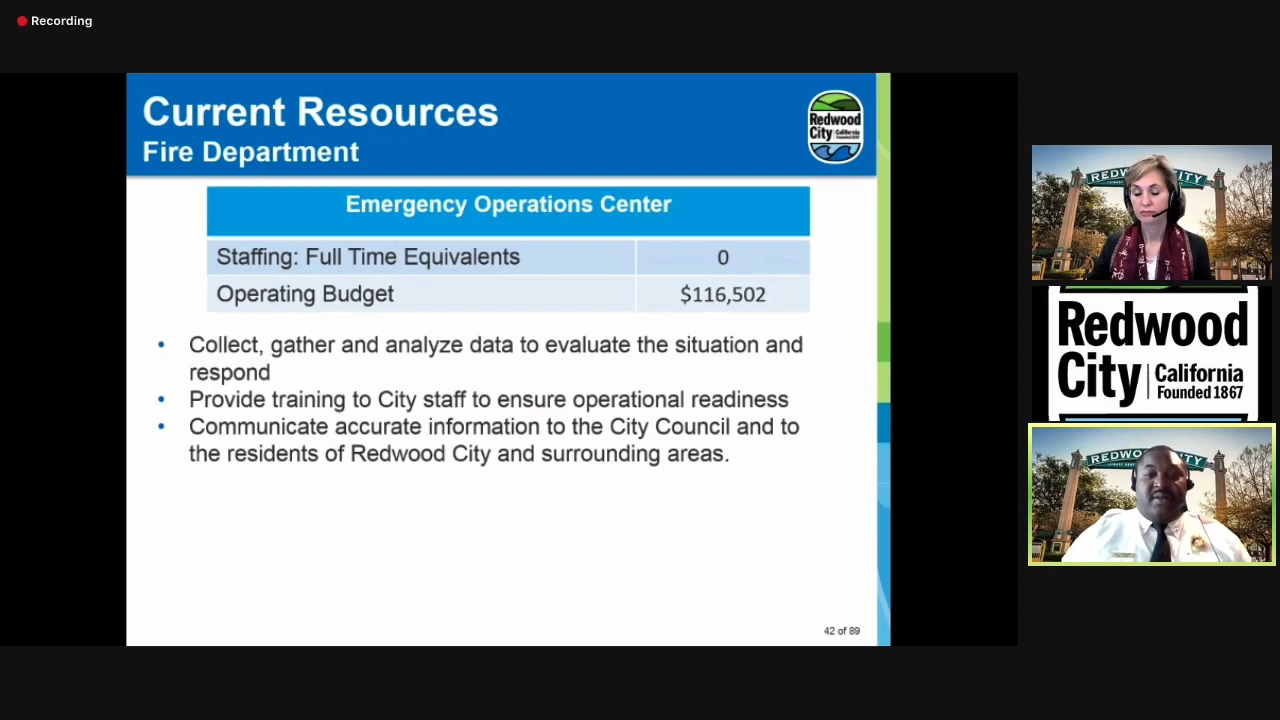 Recording
Current Resources
Fire Department
Redwood
City California
Founded 1867
Emergency Operations Center
Staffing: Full Time Equivalents 0
Operating Budget $116,502
• Collect, gather and analyze data to evaluate the situation and
respond
• Provide training to City staff to ensure operational readiness
• Communicate accurate information to the City Council and to
the residents of Redwood City and surrounding areas.
42 of 89
Redwood
City California
Founded 1867